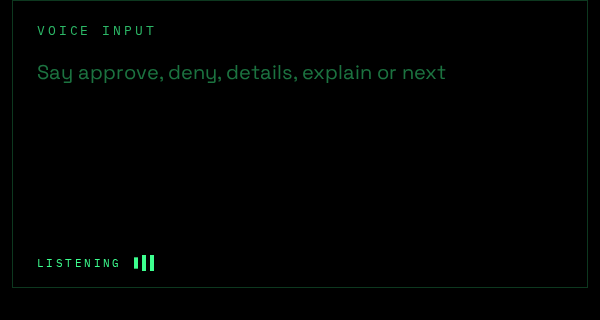 VOICE INPUT
Say approve, deny, details, explain or next
LISTENING